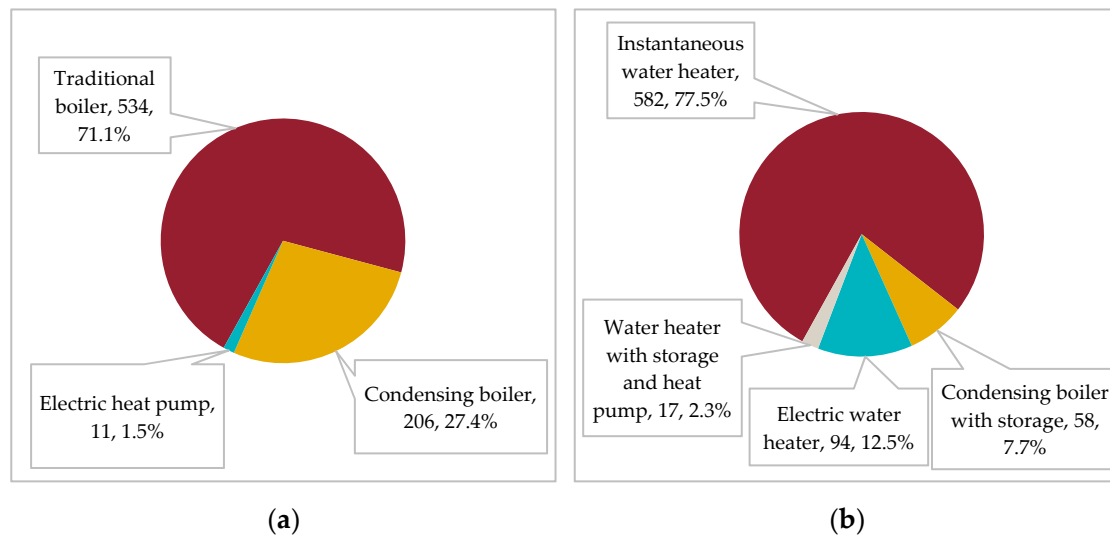 Traditional
boiler, 534,
71.1%
Electric heat pump,
11, 1.5%
Condensing boiler,
206, 27.4%
(a)
Instantaneous
water heater,
582, 77.5%
Water heater
with storage
and heat
pump, 17, 2.3%
Electric water
heater, 94, 12.5%
Condensing boiler
with storage, 58,
7.7%
(b)